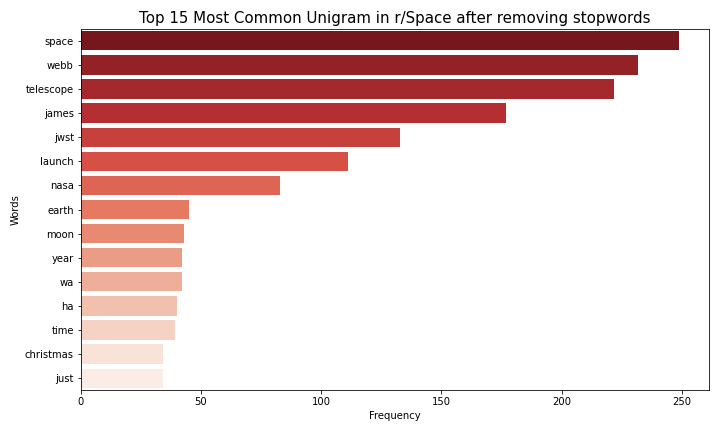 Top 15 Most Common Unigram in r/Space after removing stopwords
space
webb
telescope
james
jwst
launch
nasa
earth
moon
year
wa
ha
time
christmas
just
Words
0 50 100 150 200 250
Frequency